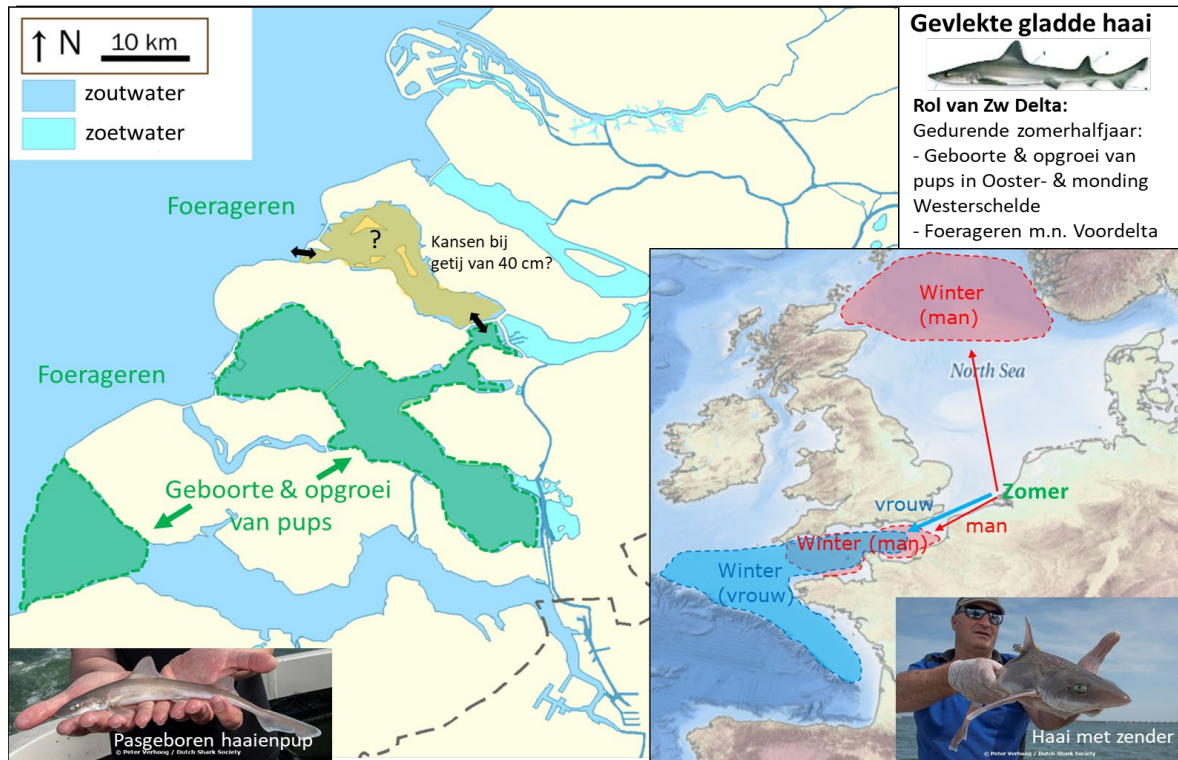 ↑ N 10 km
zoutwater
zoetwater
Gevlekte gladde haai
Rol van Zw Delta:
Gedurende zomerhalfjaar:
- Geboorte & opgroei van
pups in Ooster- & monding
Westerschelde
- Foerageren m.n. Voordelta
Foerageren
?
Kansen bij
getij van 40 cm?
Foerageren
Geboorte & opgroei
van pups
Winter
(man)
North Sea
Zomer
vrouw
man
Winter (man)
Winter
(vrouw)
Pasgeboren haaienpup
© Peter Verhoog / Dutch Shark Society
Haai met zender
© Peter Verhoog / Dutch Shark Society